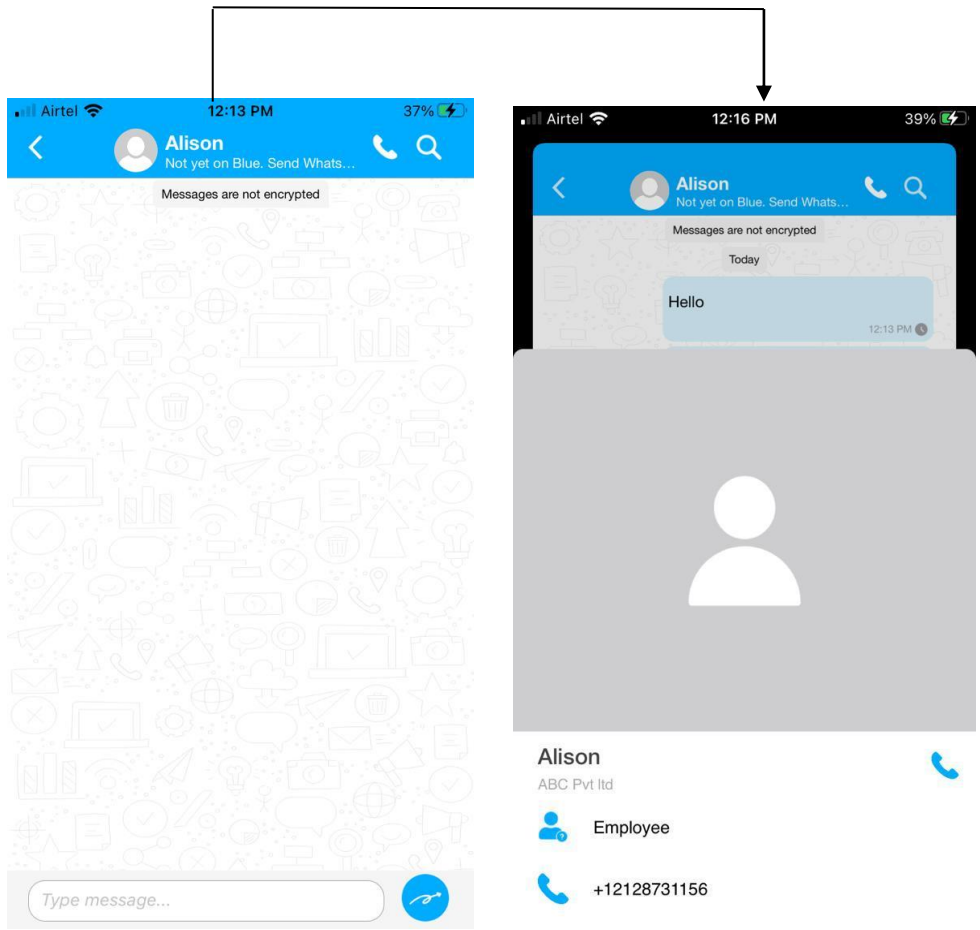 Airtel 12:13 PM 37%
Alison
Not yet on Blue. Send Whats...
Messages are not encrypted
Type message...
Airtel 12:16 PM 39%
Alison
Not yet on Blue. Send Whats...
Messages are not encrypted
Today
Hello
12:13 PM
Alison
ABC Pvt ltd
Employee
+12128731156